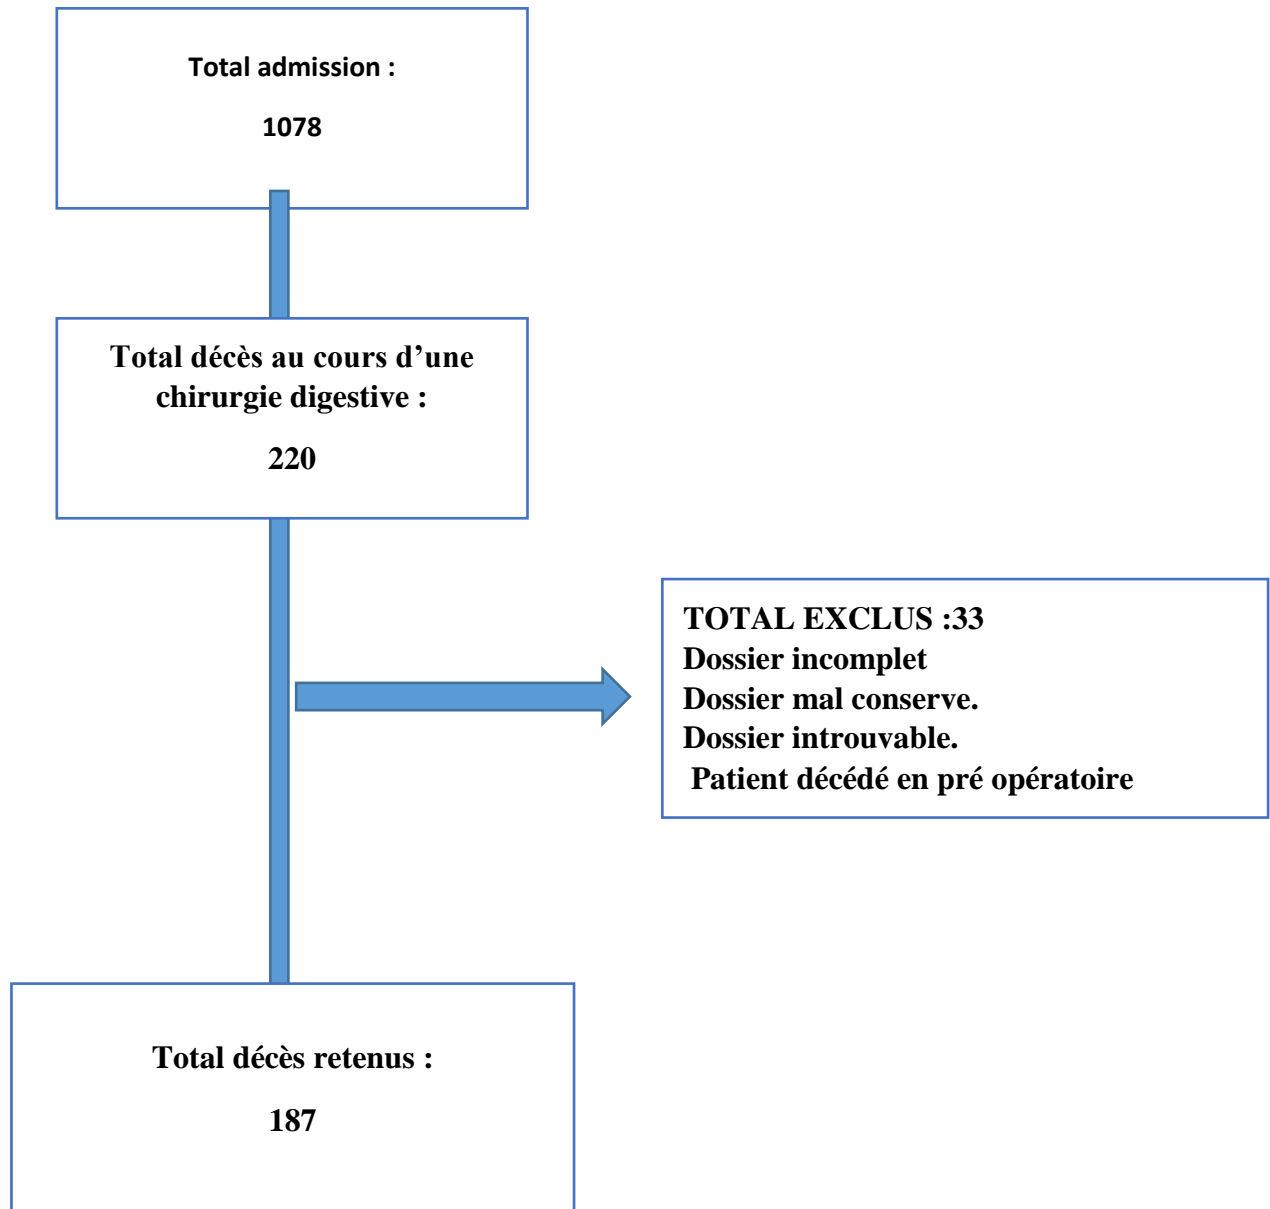 Total admission :
1078
Total décès au cours d’une
chirurgie digestive :
220
TOTAL EXCLUS :33
Dossier incomplet
Dossier mal conserve.
Dossier introuvable.
Patient décédé en pré opératoire
Total décès retenus :
187